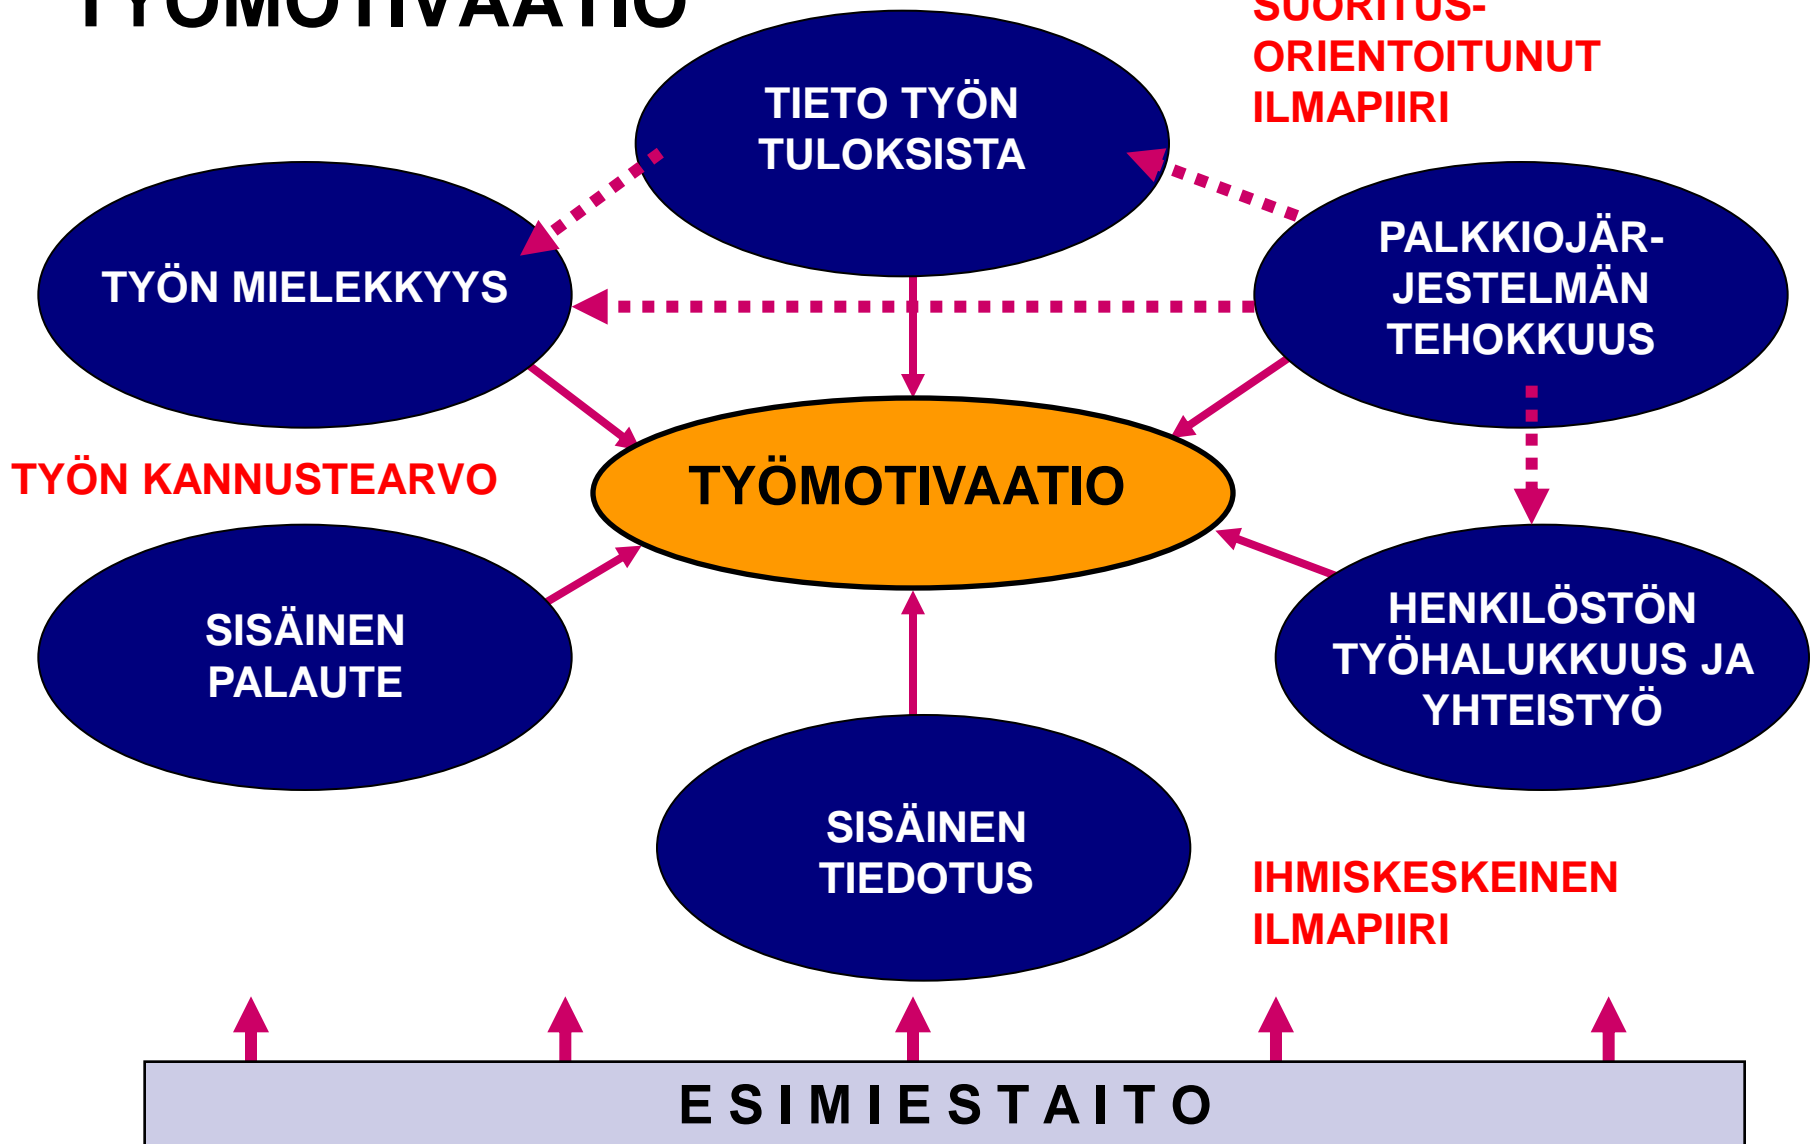 TYÖMOTIVAATIO
SUORITUS-
ORIENTOITUNUT
ILMAPIIRI
TIETO TYÖN
TULOKSISTA
TYÖN MIELEKKYYS
PALKKIOJÄR-
JESTELMÄN
TEHOKKUUS
TYÖN KANNUSTEARVO
TYÖMOTIVAATIO
SISÄINEN
PALAUTE
HENKILÖSTÖN
TYÖHALUKKUUS JA
YHTEISTYÖ
SISÄINEN
TIEDOTUS
IHMISKESKEINEN
ILMAPIIRI
E S I M I E S T A I T O